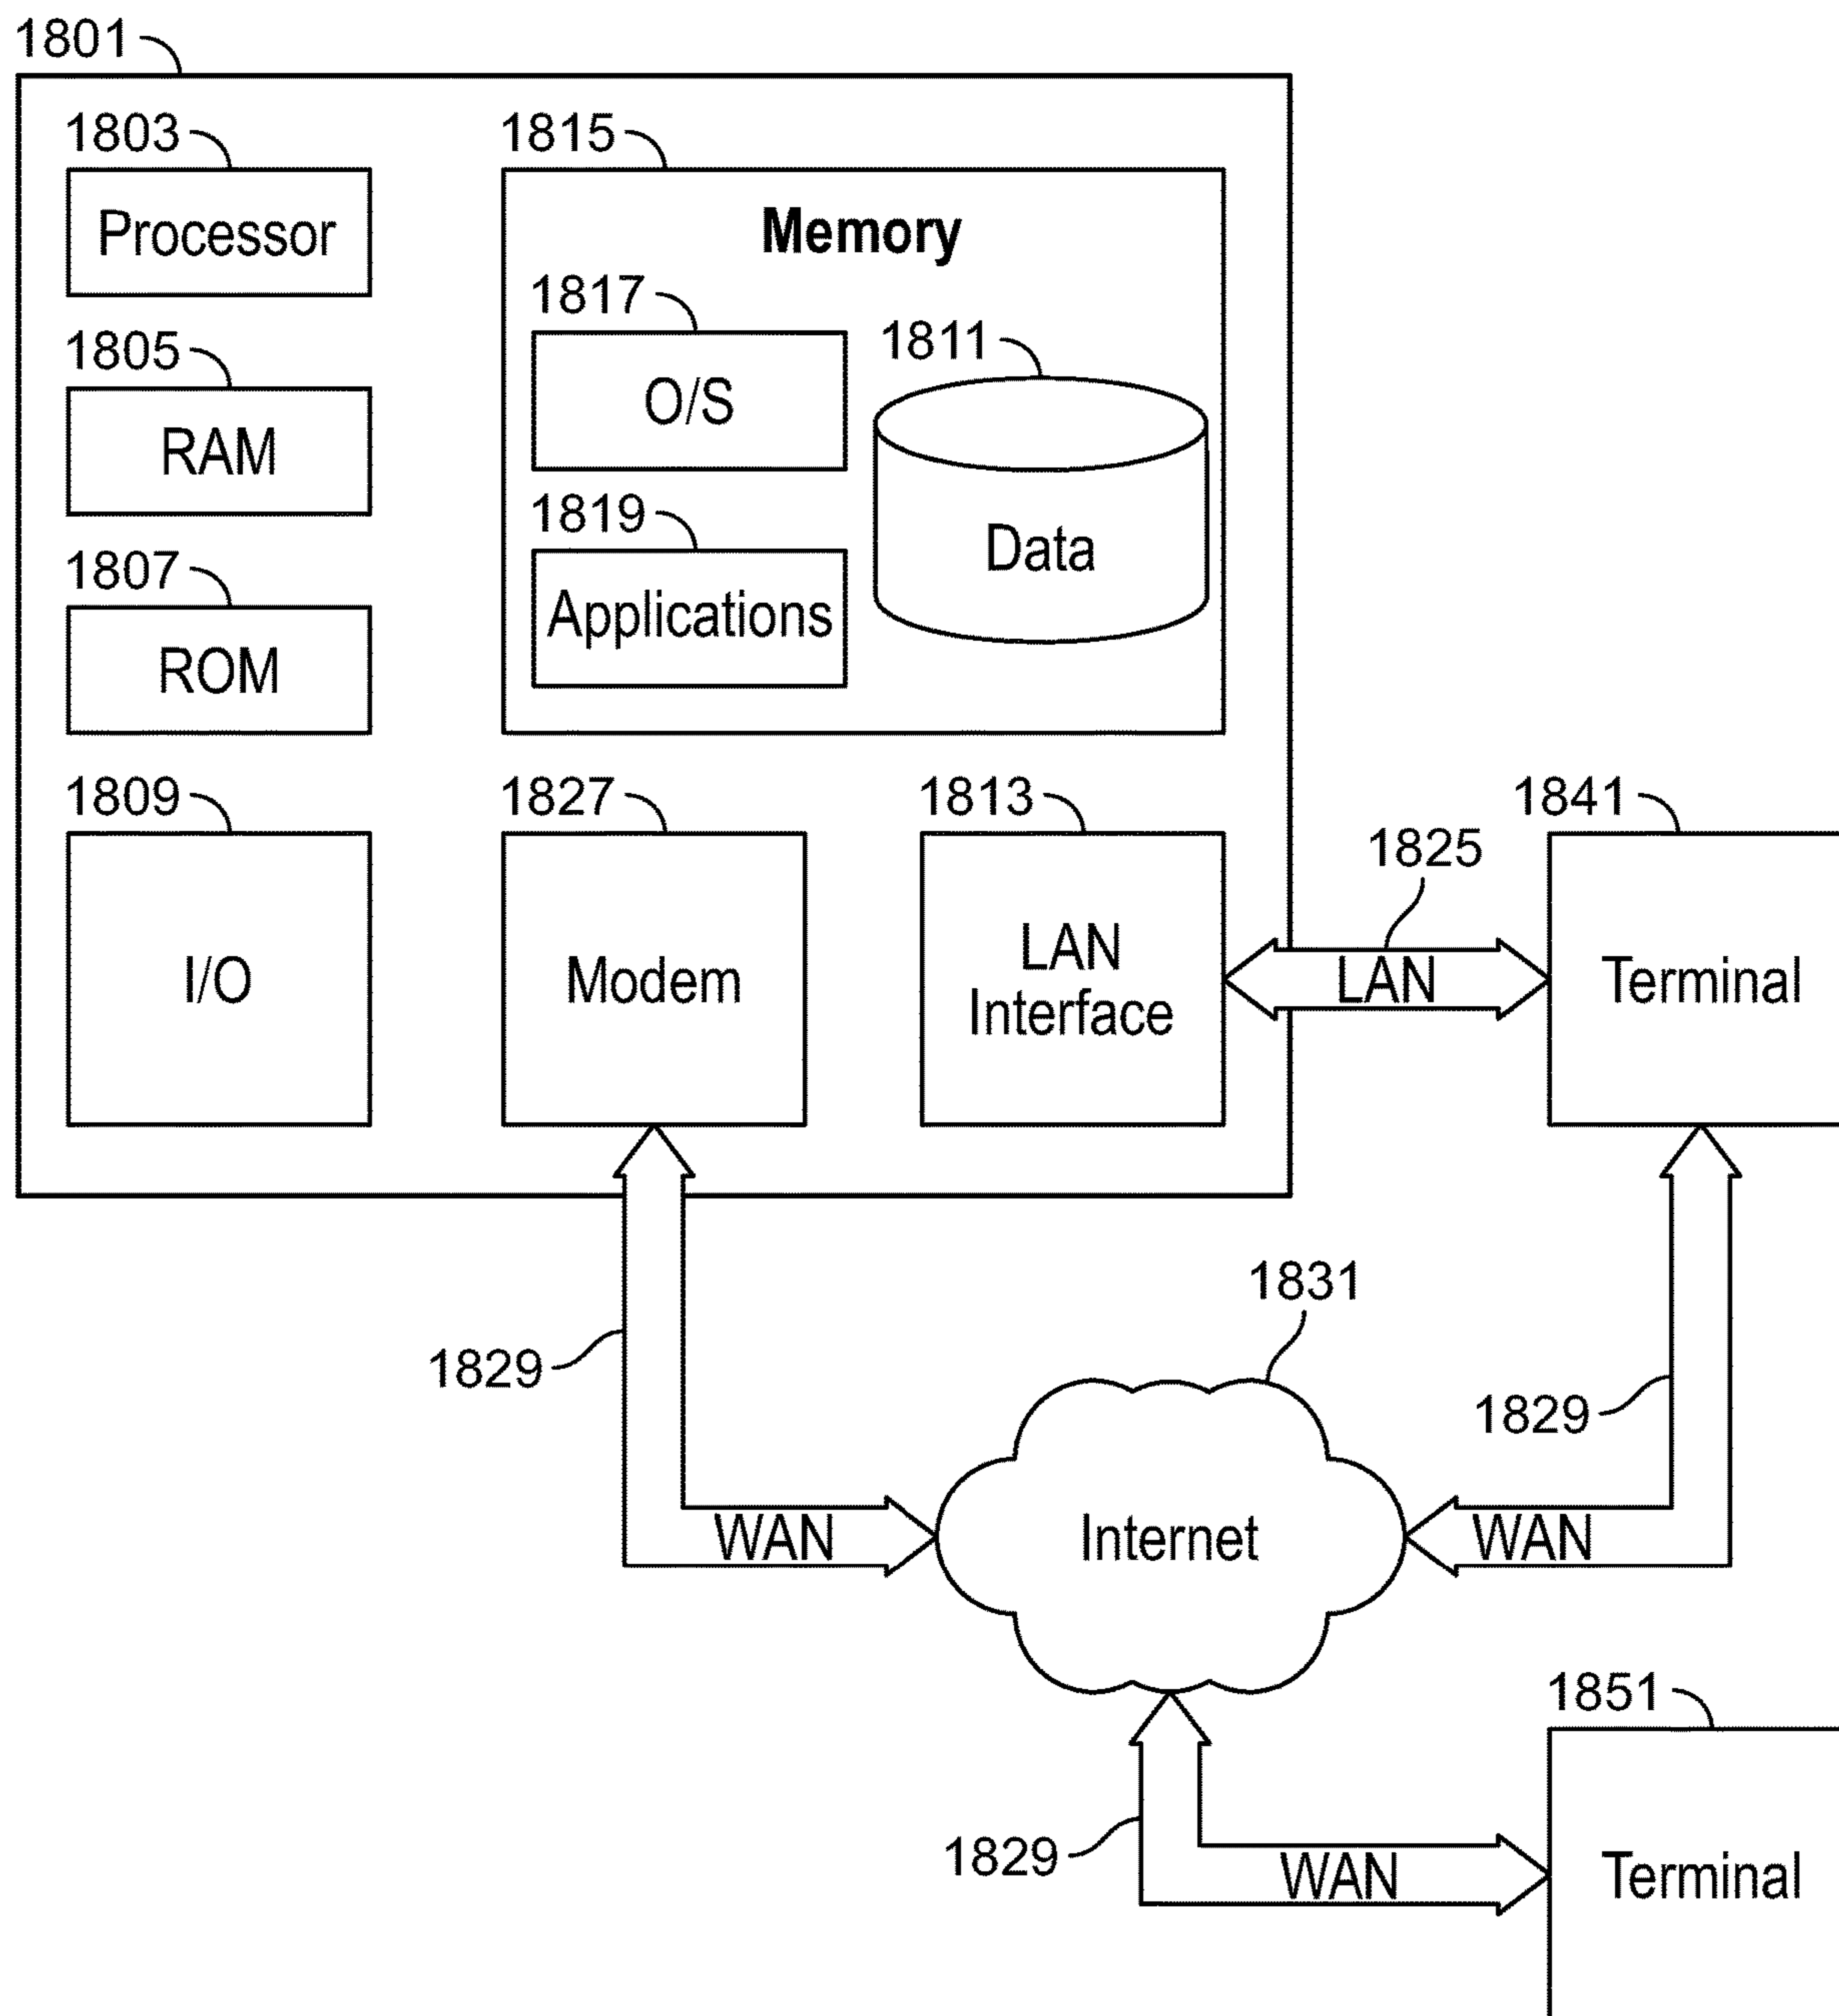 1801
1803
Processor
1805
RAM
1807
ROM
1815
Memory
1817
O/S
1811
Data
1819
Applications
1809
I/O
1827
Modem
1813
LAN
Interface
1825
LAN
1841
Terminal
1829
WAN
1831
Internet
1829
WAN
1829
WAN
1851
Terminal